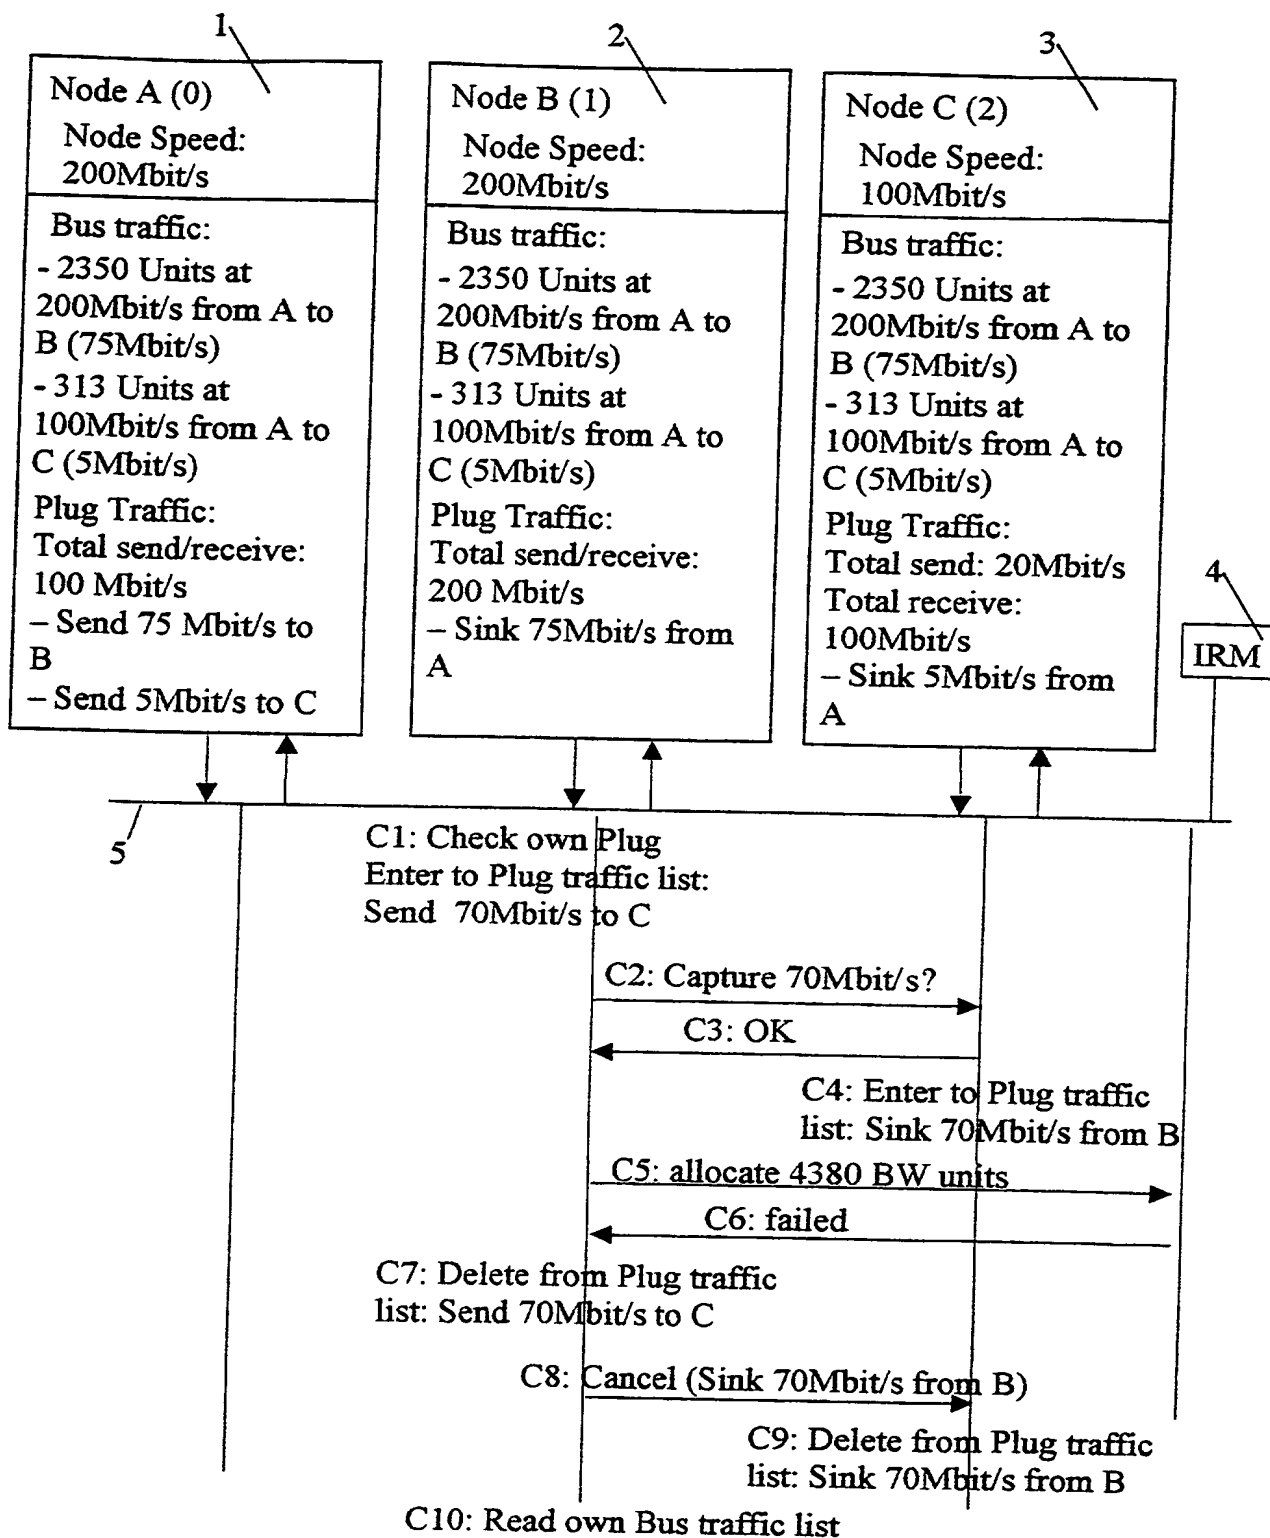 1
2
3
Node A (0)
Node Speed:
200Mbit/s
Bus traffic:
- 2350 Units at
200Mbit/s from A to
B (75Mbit/s)
- 313 Units at
100Mbit/s from A to
C (5Mbit/s)
Plug Traffic:
Total send/receive:
100 Mbit/s
– Send 75 Mbit/s to
B
– Send 5Mbit/s to C
Node B (1)
Node Speed:
200Mbit/s
Bus traffic:
- 2350 Units at
200Mbit/s from A to
B (75Mbit/s)
- 313 Units at
100Mbit/s from A to
C (5Mbit/s)
Plug Traffic:
Total send/receive:
200 Mbit/s
– Sink 75Mbit/s from
A
Node C (2)
Node Speed:
100Mbit/s
Bus traffic:
- 2350 Units at
200Mbit/s from A to
B (75Mbit/s)
- 313 Units at
100Mbit/s from A to
C (5Mbit/s)
Plug Traffic:
Total send: 20Mbit/s
Total receive:
100Mbit/s
– Sink 5Mbit/s from
A
4
IRM
5
C1: Check own Plug
Enter to Plug traffic list:
Send 70Mbit/s to C
C2: Capture 70Mbit/s?
C3: OK
C4: Enter to Plug traffic
list: Sink 70Mbit/s from B
C5: allocate 4380 BW units
C6: failed
C7: Delete from Plug traffic
list: Send 70Mbit/s to C
C8: Cancel (Sink 70Mbit/s from B)
C9: Delete from Plug traffic
list: Sink 70Mbit/s from B
C10: Read own Bus traffic list